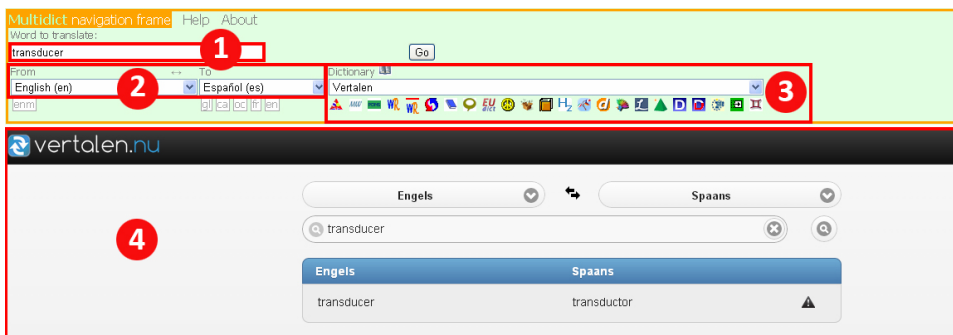 Multidict navigation frame Help About
Word to translate:
1
transducer Go
From ↔ To Dictionary
English (en) 2 Español (es) Vertalen 3
enm gl ca oc fr en
vertalen.nu
Engels Spaans
4 transducer
Engels Spaans
transducer transductor